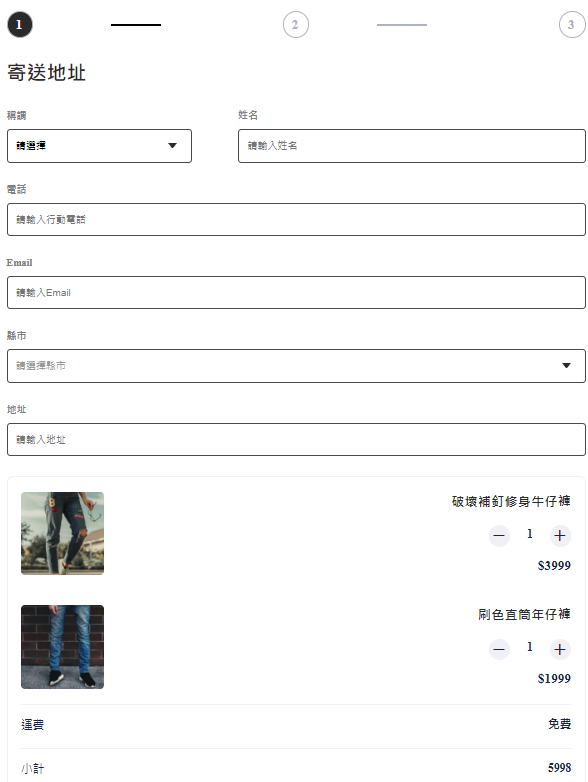 1 2 3
寄送地址
稱謂 姓名
請選擇 請輸入姓名
電話
請輸入行動電話
Email
請輸入Email
縣市
請選擇縣市
地址
請輸入地址
破壞補釘修身牛仔褲
1
$3999
刷色直筒年仔褲
1
$1999
運費 免費
小計 5998